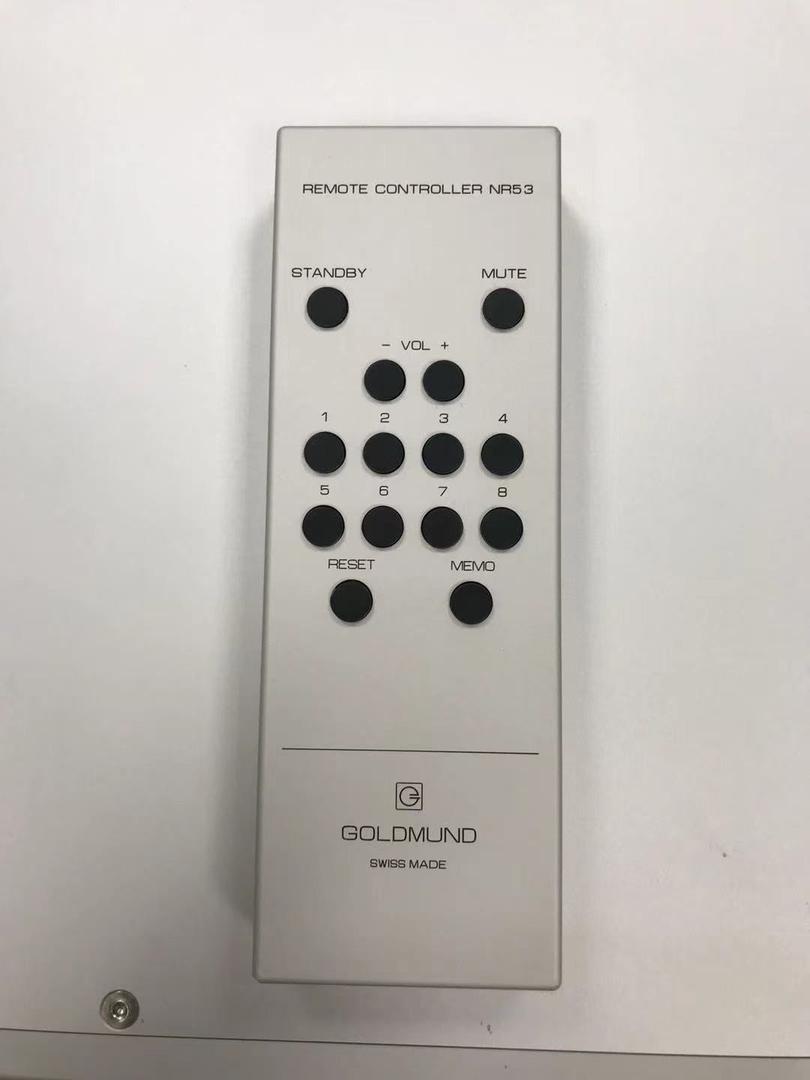 REMOTE CONTROLLER NR53
STANDBY MUTE
- VOL +
1 2 3 4
5 6 7 8
RESET MEMO
GOLDMUND
SWISS MADE